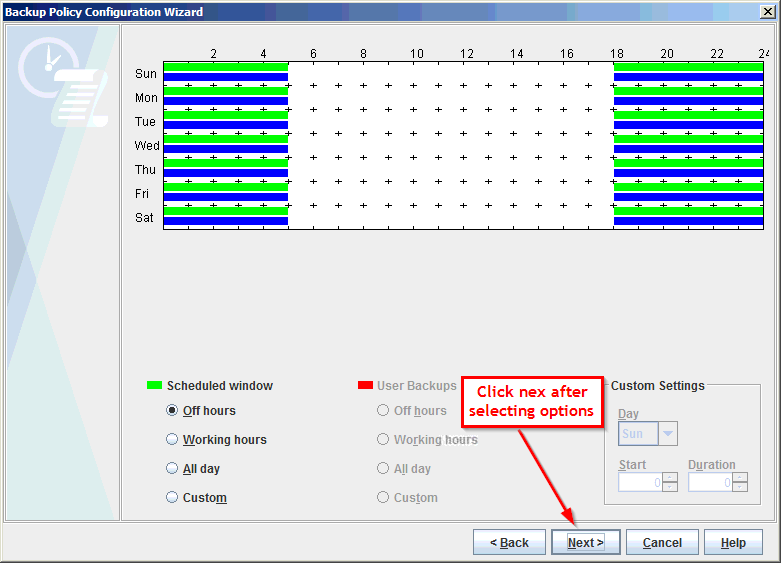 Backup Policy Configuration Wizard
2 4 6 8 10 12 14 16 18 20 22 24
Sun
Mon
Tue
Wed
Thu
Fri
Sat
Scheduled window
Off hours
Working hours
All day
Custom
User Backups
Off hours
Working hours
All day
Custom
Click nex after
selecting options
Custom Settings
Day
Sun
Start Duration
0 0
< Back Next > Cancel Help